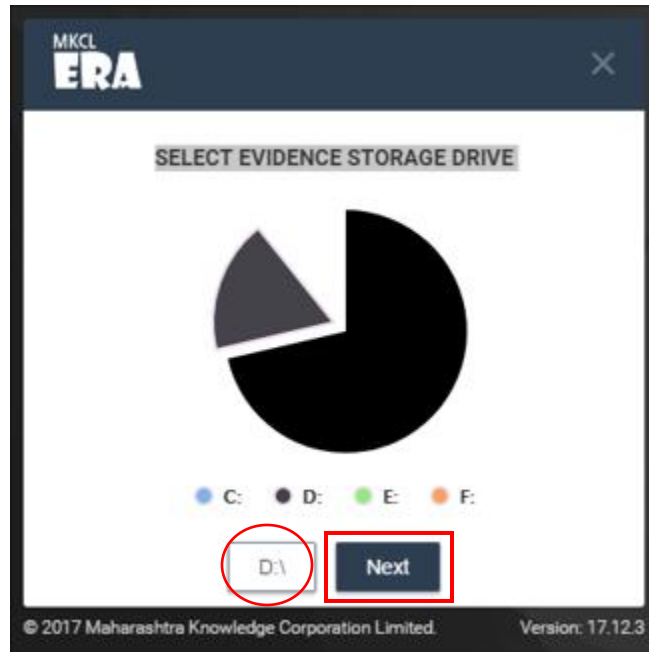 MKCL
ERA
SELECT EVIDENCE STORAGE DRIVE
C: D: E: F:
D:\ Next
© 2017 Maharashtra Knowledge Corporation Limited. Version: 17.12.3